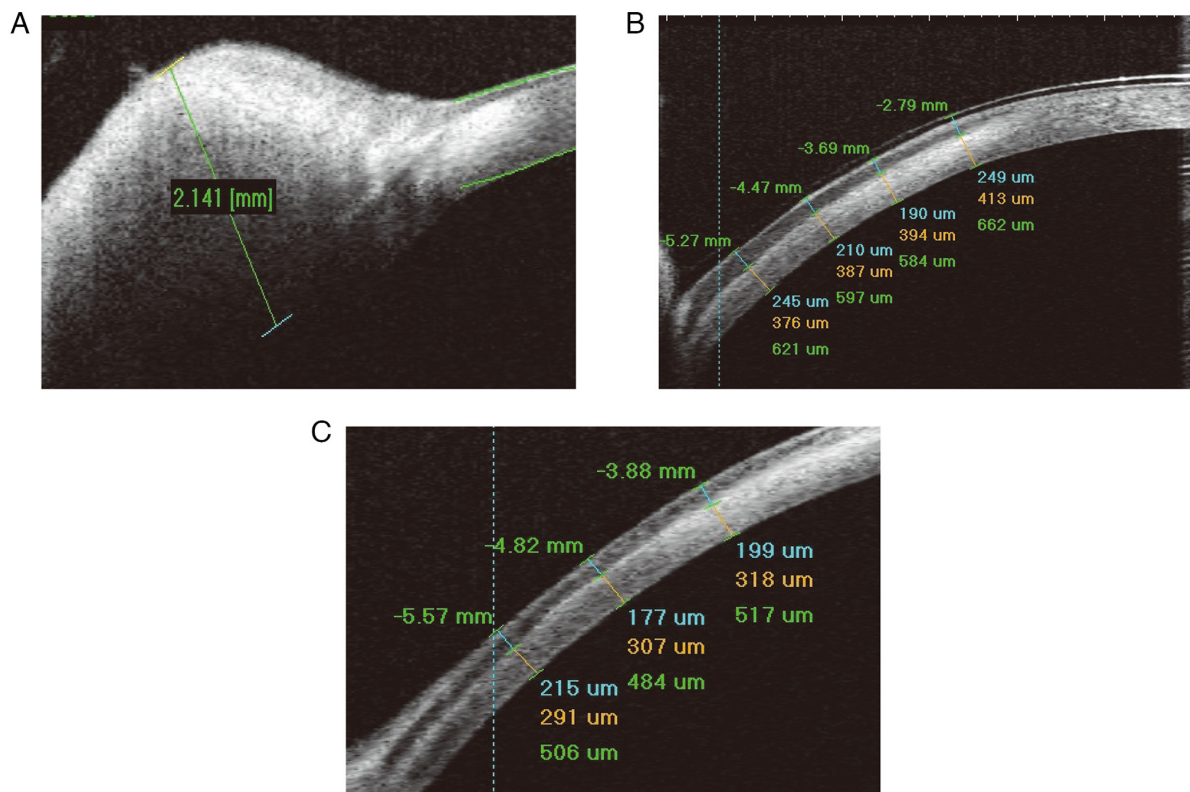 A
2.141 [mm]
B
-2.79 mm
-3.69 mm
-4.47 mm
-5.27 mm
249 um
413 um
662 um
190 um
394 um
584 um
210 um
387 um
597 um
245 um
376 um
621 um
C
-3.88 mm
-4.82 mm
-5.57 mm
199 um
318 um
517 um
177 um
307 um
484 um
215 um
291 um
506 um